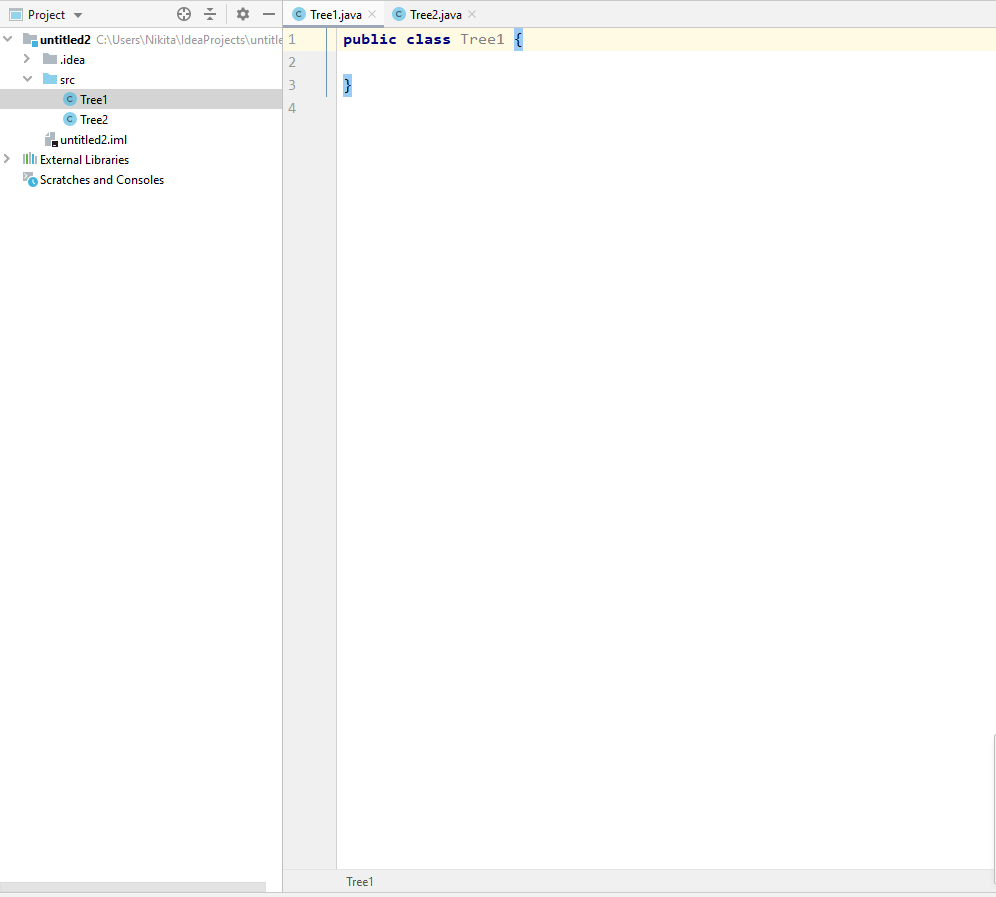 Project
Tree1.java
Tree2.java
untitled2 C:\Users\Nikita\IdeaProjects\untitle
.idea
src
Tree1
Tree2
untitled2.iml
External Libraries
Scratches and Consoles
1 public class Tree1 {
2
3 }
4
Tree1